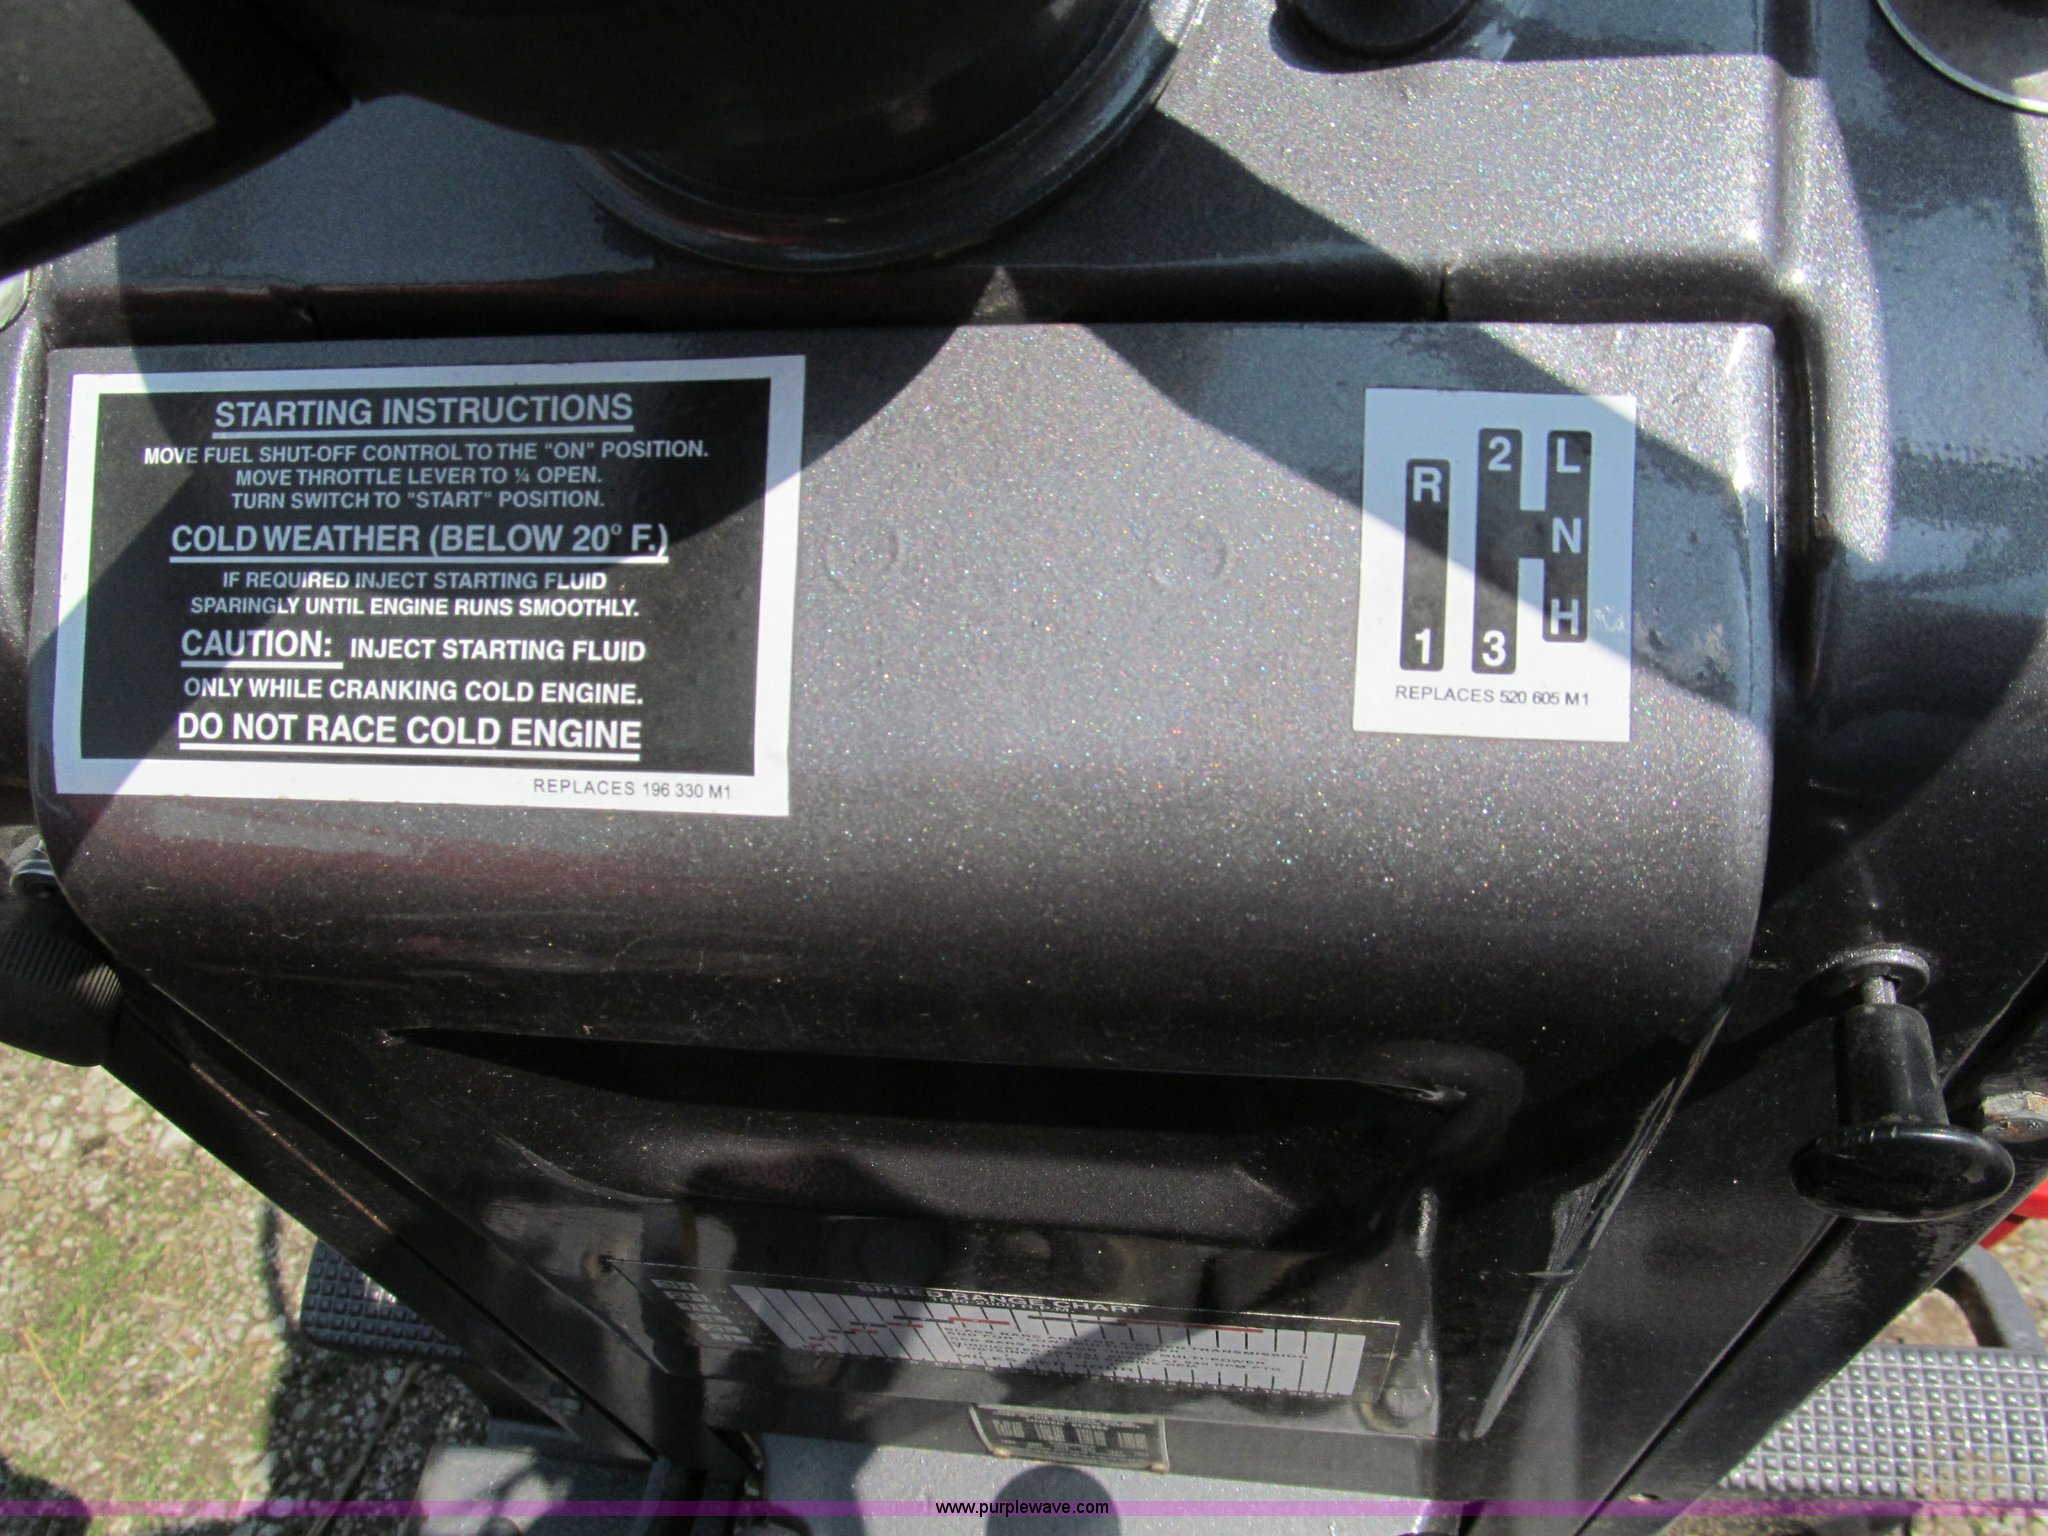 STARTING INSTRUCTIONS
MOVE FUEL SHUT-OFF CONTROL TO THE "ON" POSITION.
MOVE THROTTLE LEVER TO ¼ OPEN.
TURN SWITCH TO "START" POSITION.
COLD WEATHER (BELOW 20° F.)
IF REQUIRED INJECT STARTING FLUID
SPARINGLY UNTIL ENGINE RUNS SMOOTHLY.
CAUTION: INJECT STARTING FLUID
ONLY WHILE CRANKING COLD ENGINE.
DO NOT RACE COLD ENGINE
REPLACES 196 330 M1
2 L
R
N
H
1 3
REPLACES 520 605 M1
SPEED RANGE CHART
www.purplewave.com